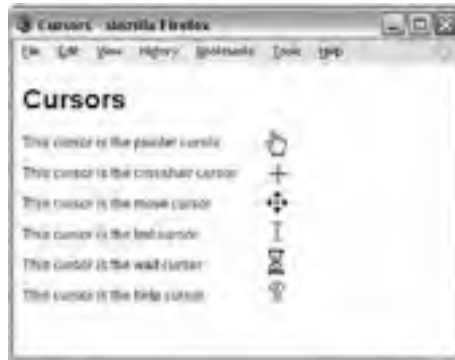 Cursors - Mozilla Firefox
File Edit View History Bookmarks Tools Help
Cursors
This cursor is the pointer cursor
This cursor is the crosshair cursor
This cursor is the move cursor
This cursor is the text cursor
This cursor is the wait cursor
This cursor is the help cursor